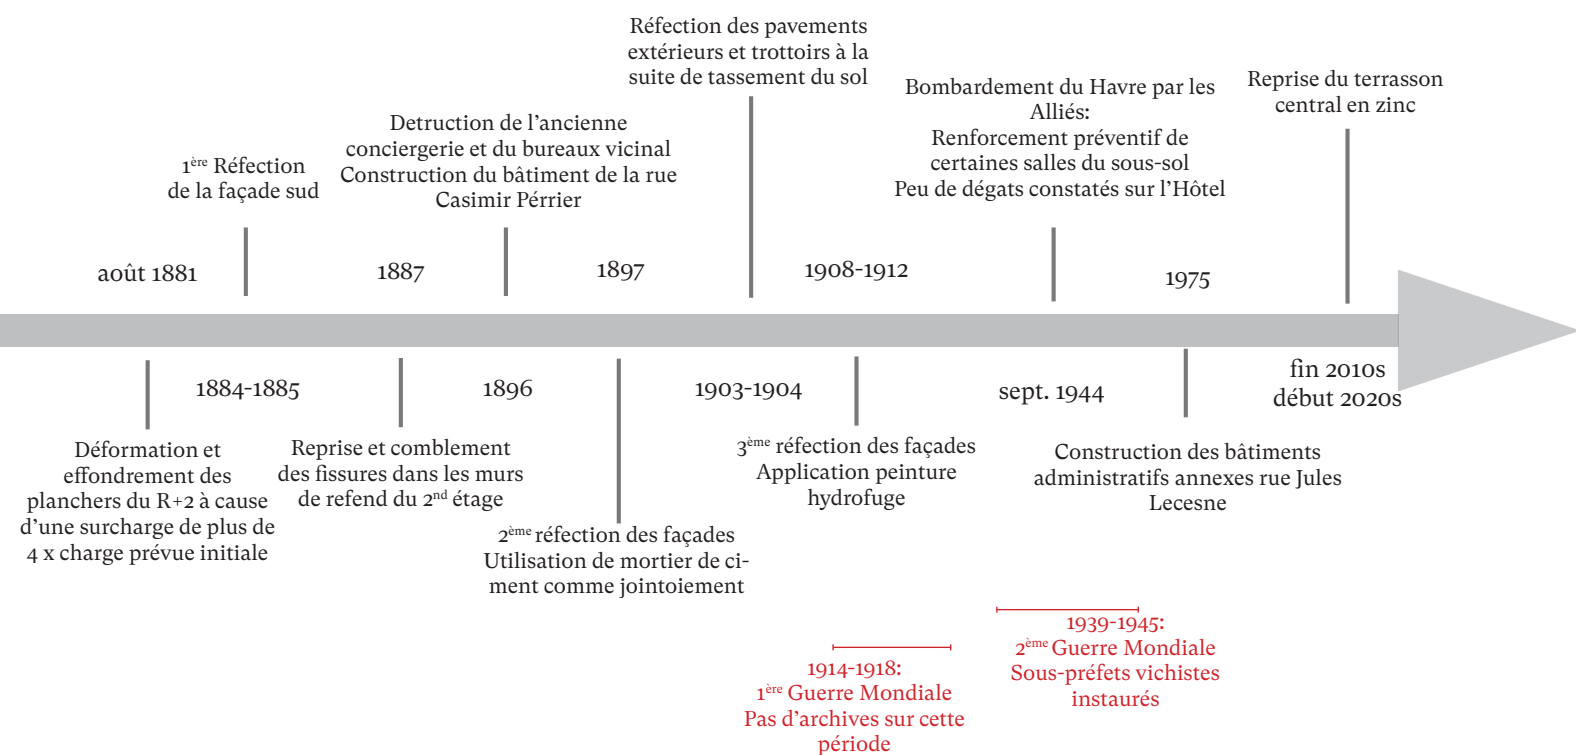 Réfection des pavements
extérieurs et trottoirs à la
suite de tassement du sol
Bombardement du Havre par les
Alliés:
Renforcement préventif de
certaines salles du sous-sol
Peu de dégats constatés sur l'Hôtel
Reprise du terrasson
central en zinc
Detruction de l'ancienne
conciergerie et du bureaux vicinal
Construction du bâtiment de la rue
Casimir Pérrier
1ère Réfection
de la façade sud
août 1881
1887
1897
1908-1912
1975
1884-1885
1896
1903-1904
sept. 1944
fin 2010s
début 2020s
Déformation et
effondrement des
planchers du R+2 à cause
d'une surcharge de plus de
4 x charge prévue initiale
Reprise et comblement
des fissures dans les murs
de refend du 2nd étage
2ème réfection des façades
Utilisation de mortier de ci-
ment comme jointoiement
3ème réfection des façades
Application peinture
hydrofuge
Construction des bâtiments
administratifs annexes rue Jules
Lecesne
1914-1918:
1ère Guerre Mondiale
Pas d'archives sur cette
période
1939-1945:
2ème Guerre Mondiale
Sous-préfets vichistes
instaurés